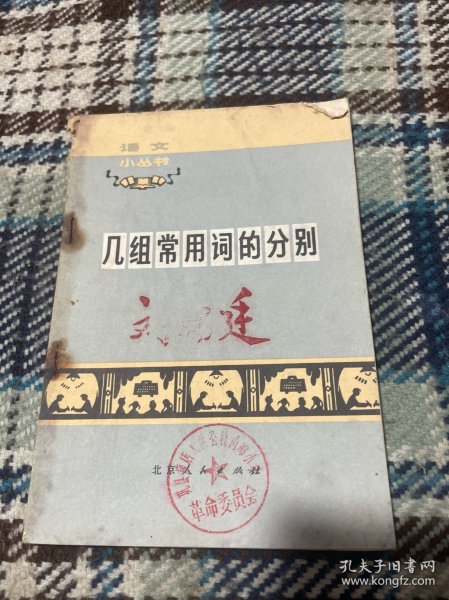 语文
小丛书
几组常用词的分别
北京人民出版社
革命委员会
孔夫子旧书网
www.kongfz.com